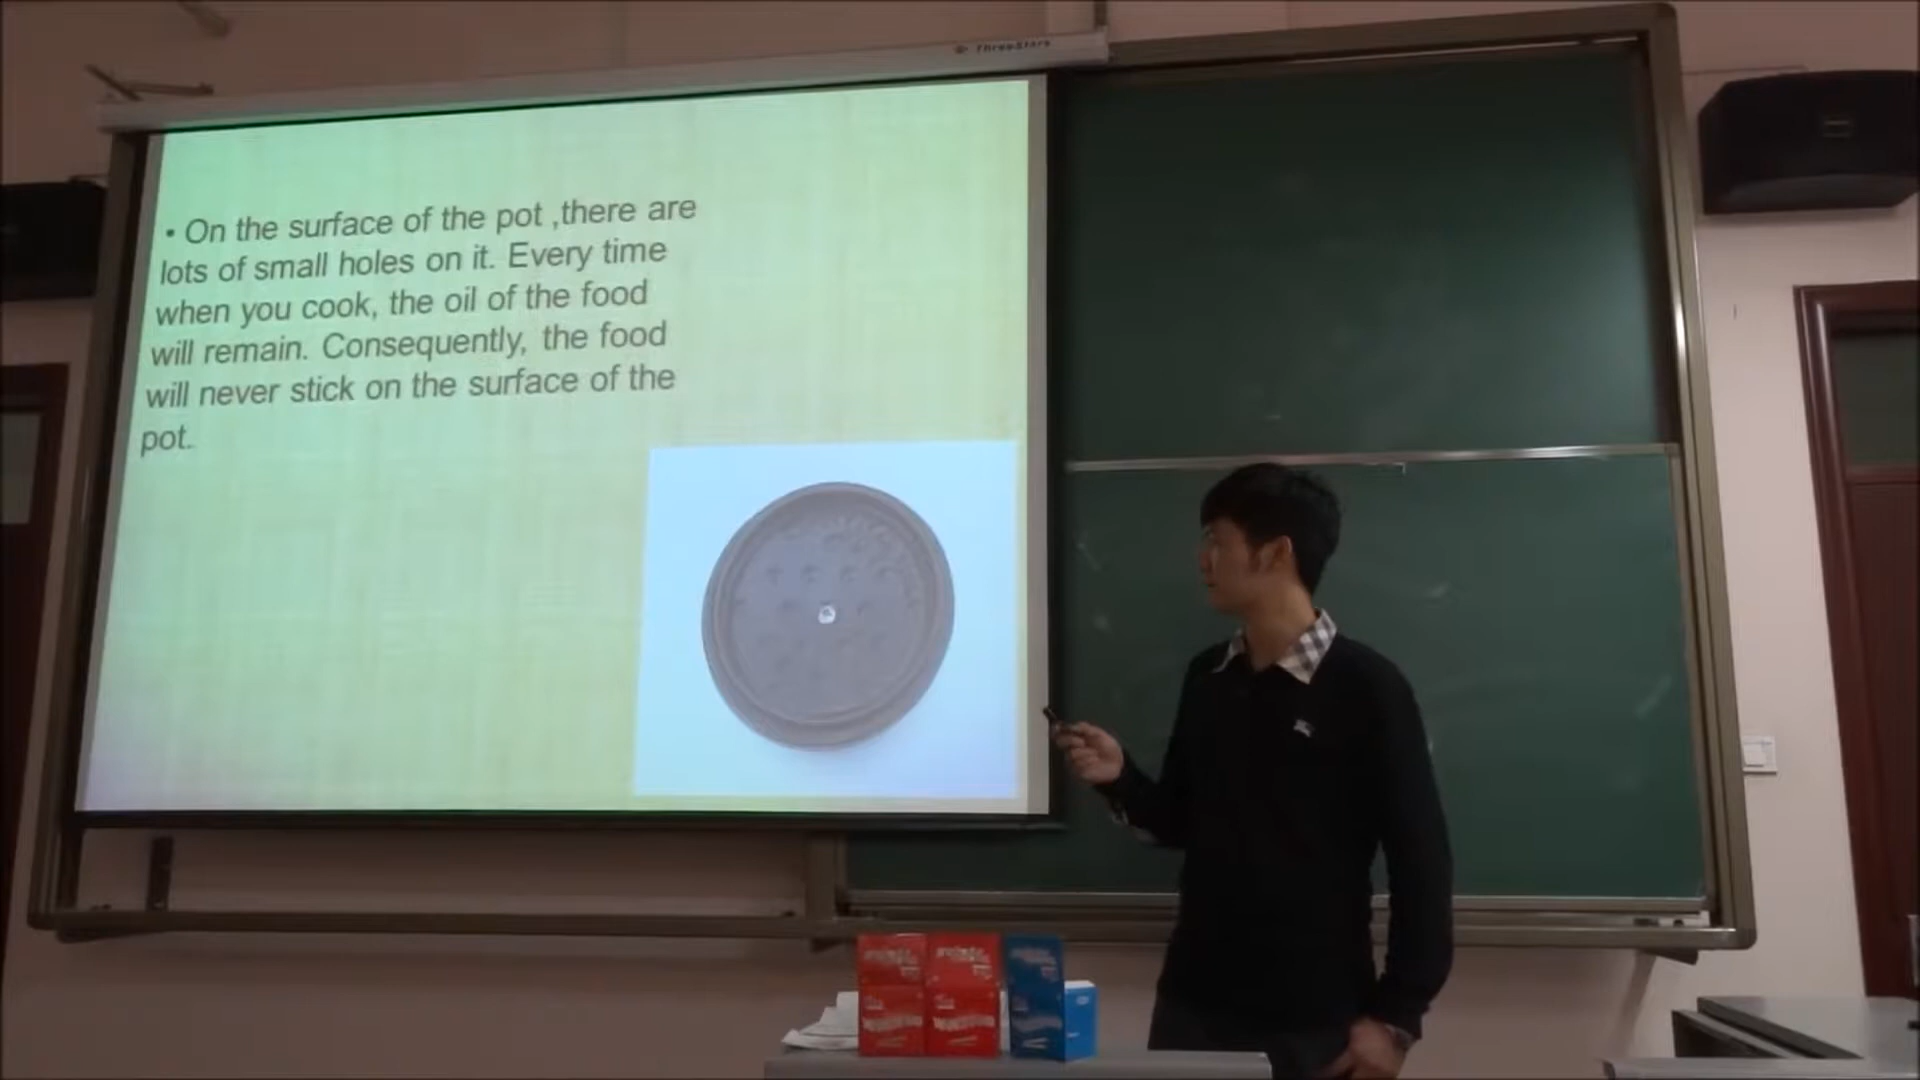 ThreeStars
• On the surface of the pot ,there are
lots of small holes on it. Every time
when you cook, the oil of the food
will remain. Consequently, the food
will never stick on the surface of the
pot.